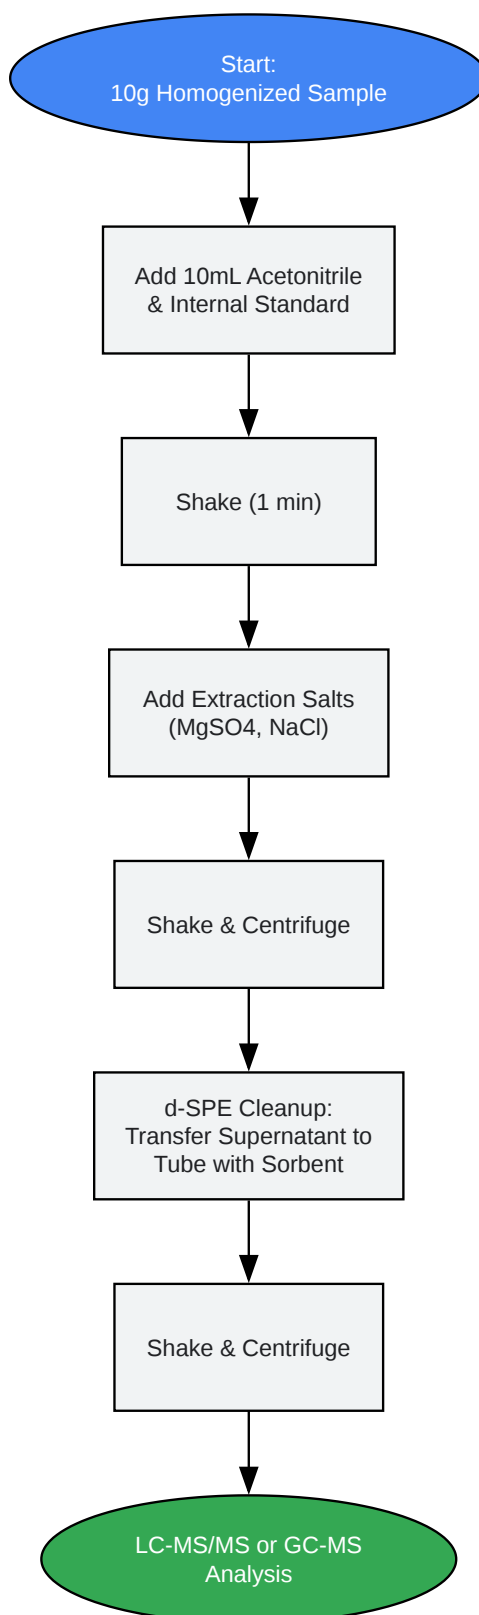 Start:
10g Homogenized Sample
Add 10mL Acetonitrile
& Internal Standard
Shake (1 min)
Add Extraction Salts
(MgSO4, NaCl)
Shake & Centrifuge
d-SPE Cleanup:
Transfer Supernatant to
Tube with Sorbent
Shake & Centrifuge
LC-MS/MS or GC-MS
Analysis